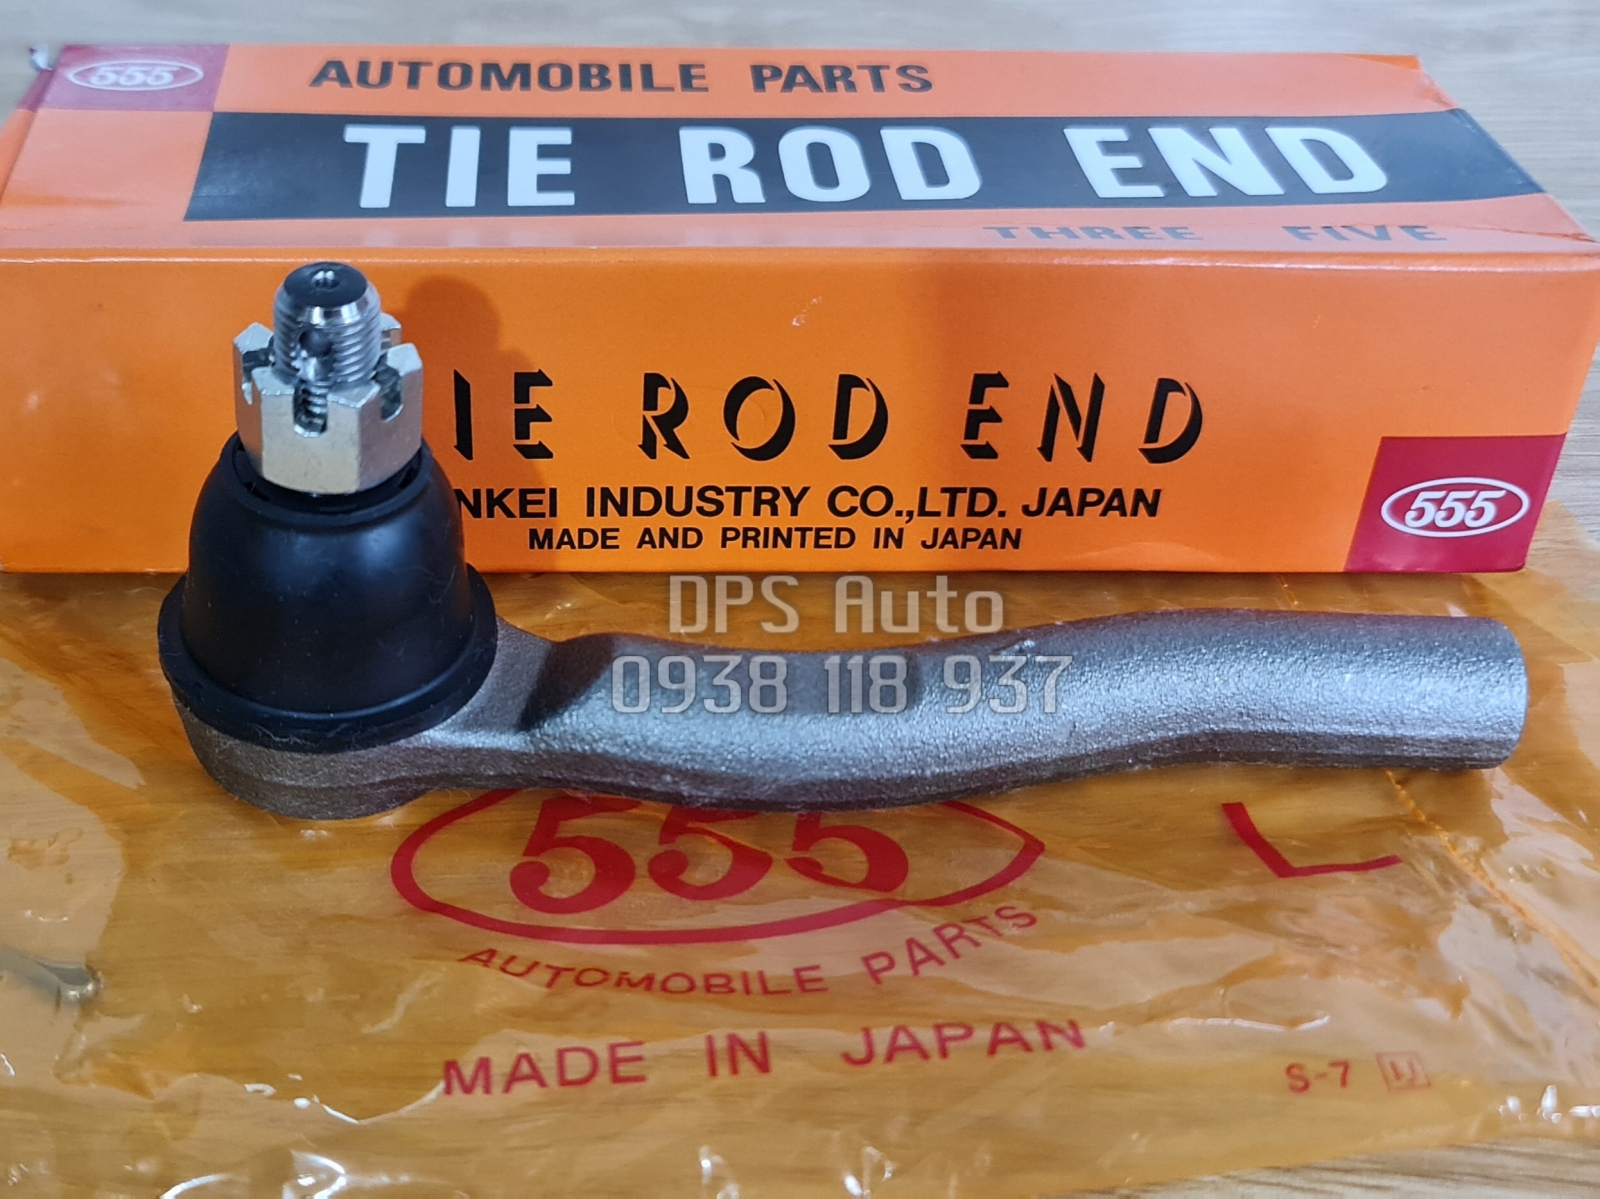 555
AUTOMOBILE PARTS
TIE ROD END
THREE FIVE
IE ROD END
NKEI INDUSTRY CO.,LTD. JAPAN
MADE AND PRINTED IN JAPAN
555
DPS Auto
0938 118 937
555
L
AUTOMOBILE PARTS
MADE IN JAPAN
S-7